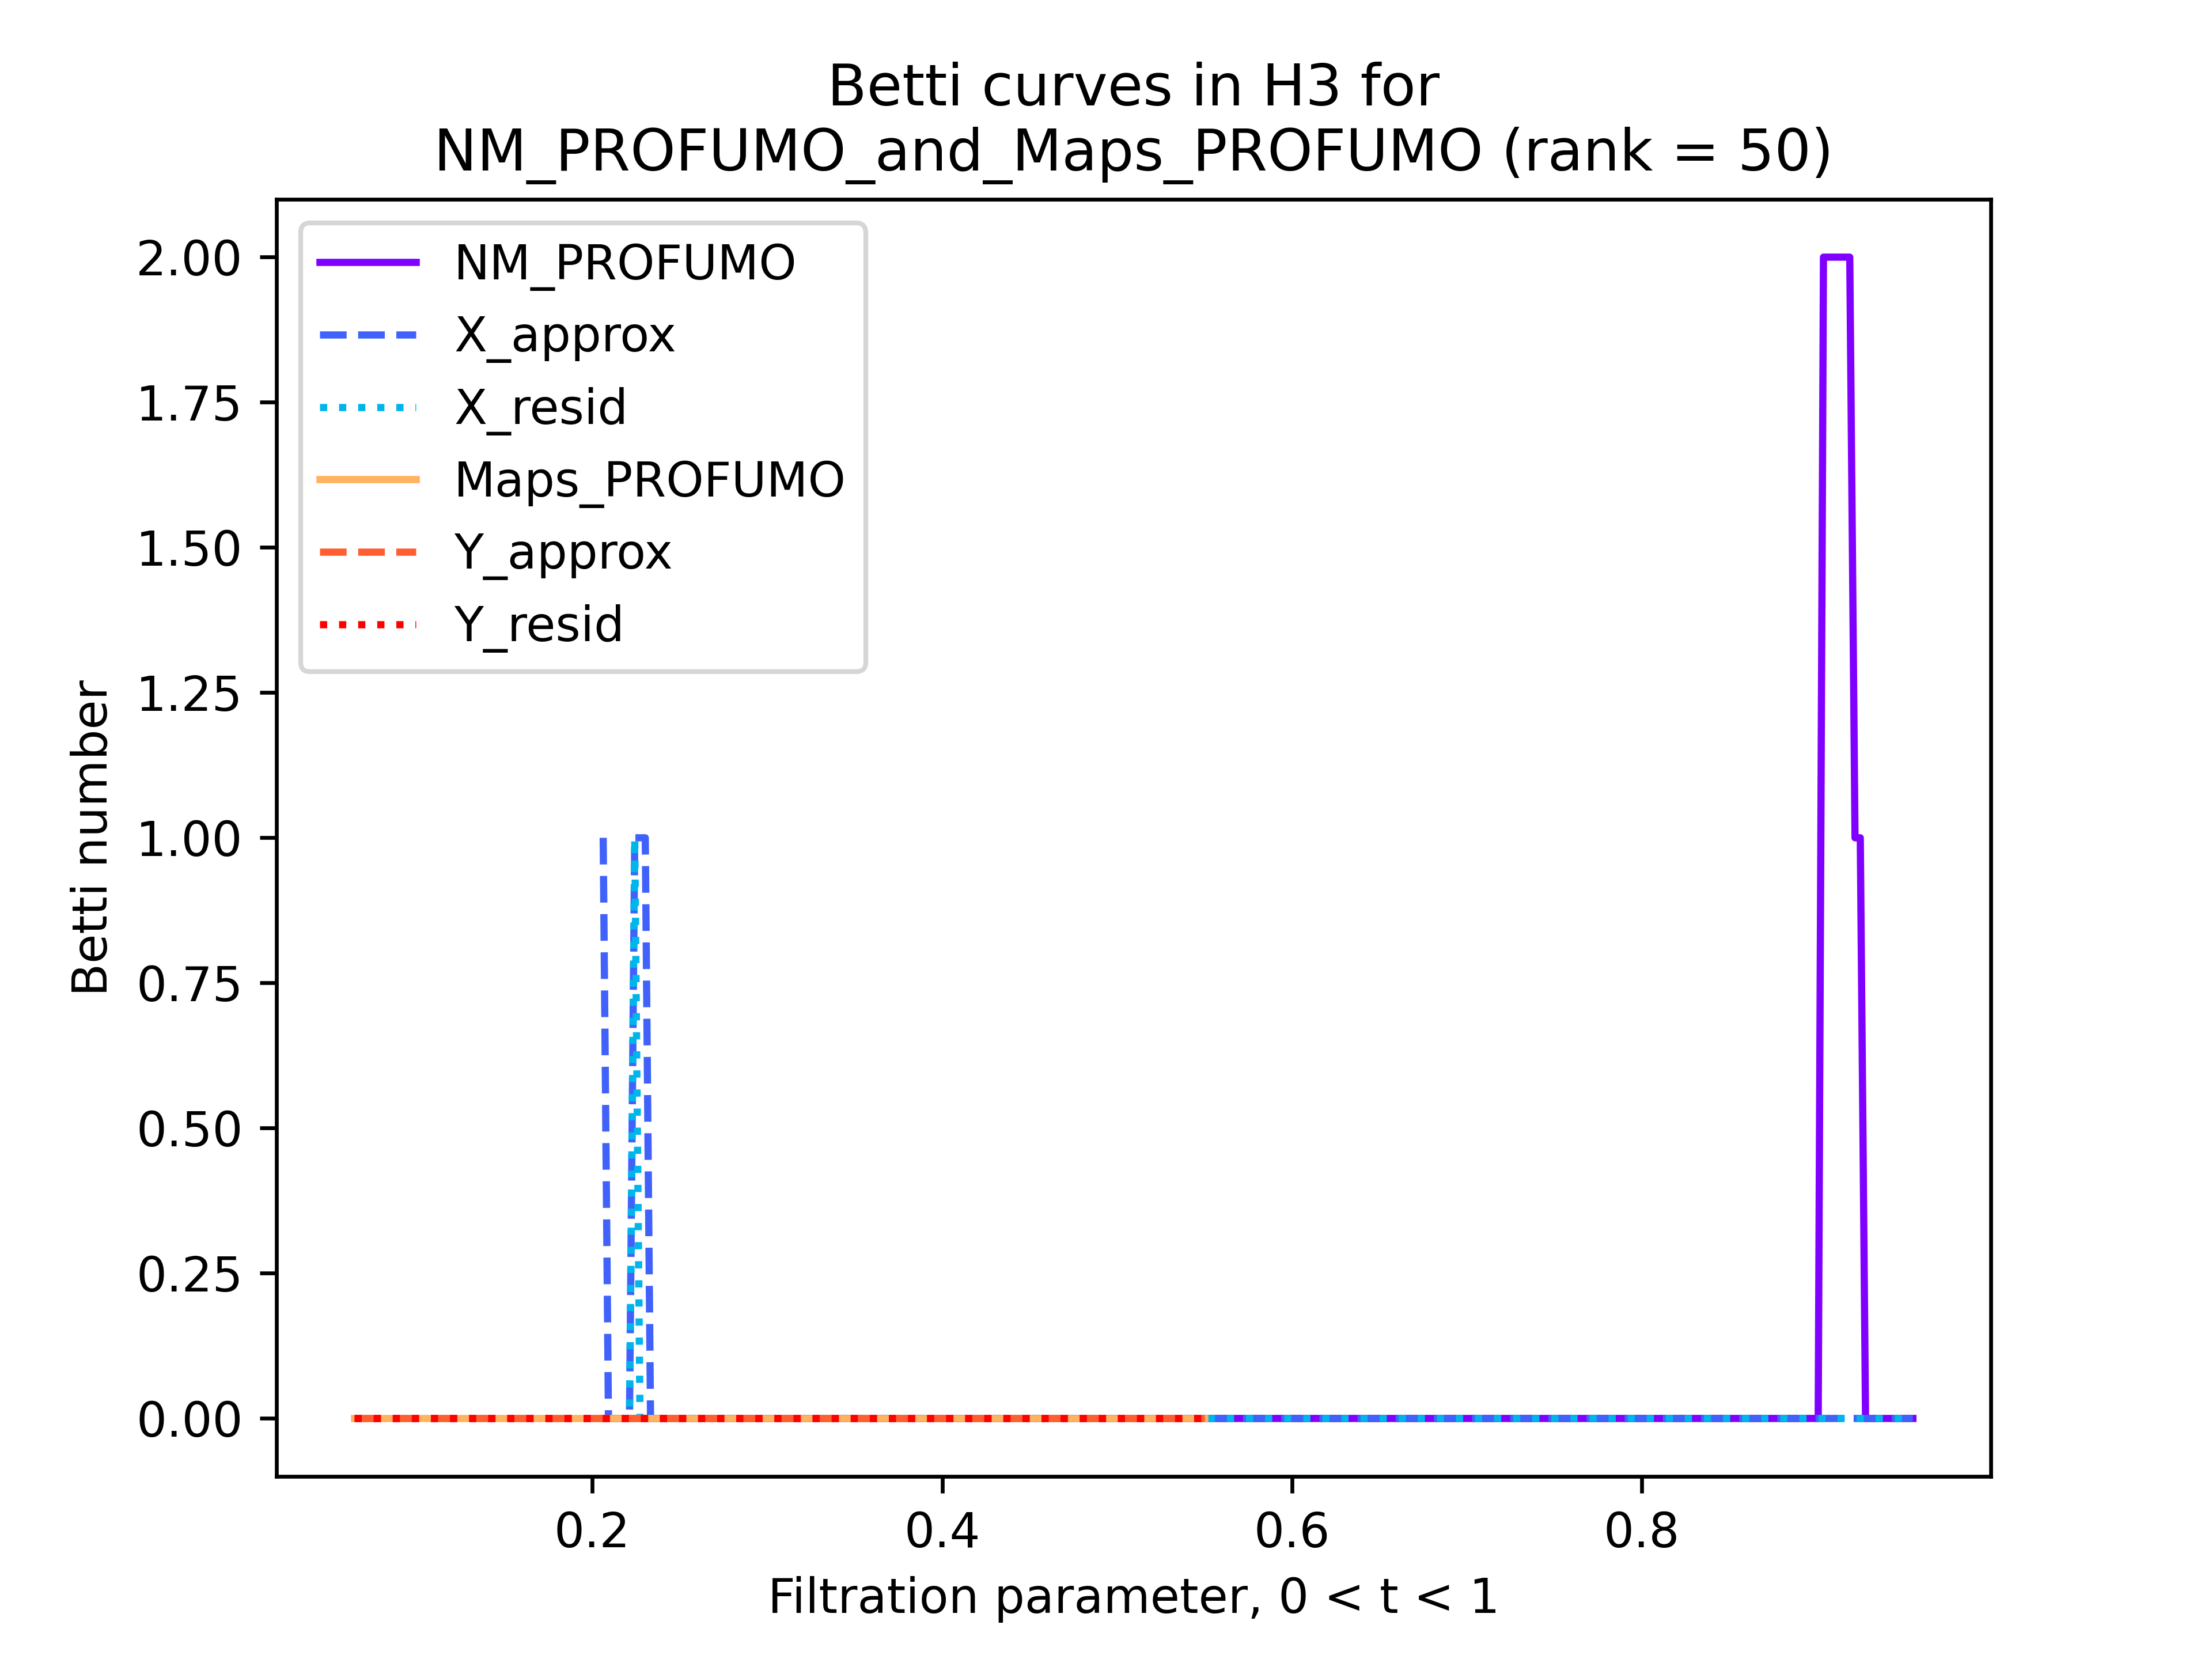 Betti curves in H3 for
NM_PROFUMO_and_Maps_PROFUMO (rank = 50)
NM_PROFUMO
X_approx
X_resid
Maps_PROFUMO
Y_approx
Y_resid
Betti number
2.00
1.75
1.50
1.25
1.00
0.75
0.50
0.25
0.00
0.2 0.4 0.6 0.8
Filtration parameter, 0 < t < 1